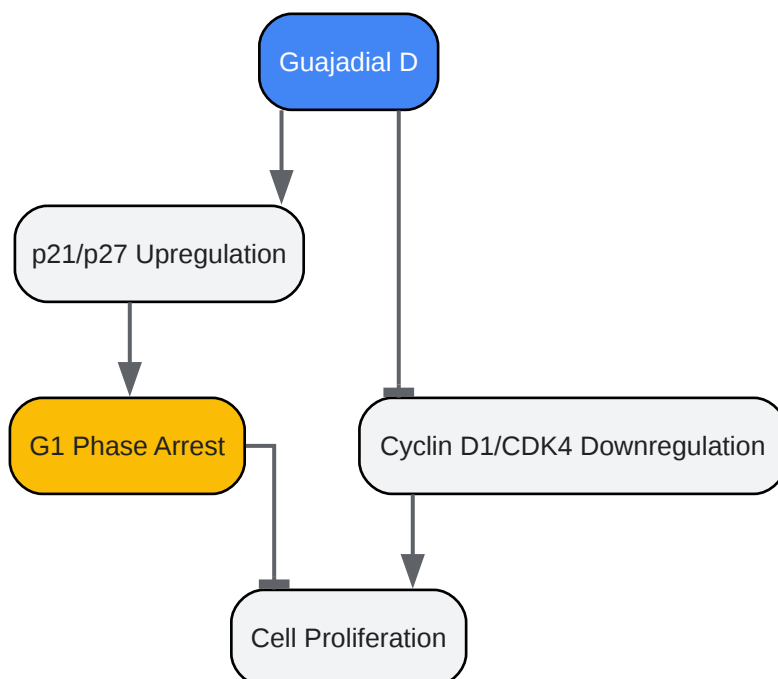 Guajadial D
p21/p27 Upregulation
G1 Phase Arrest
Cyclin D1/CDK4 Downregulation
Cell Proliferation